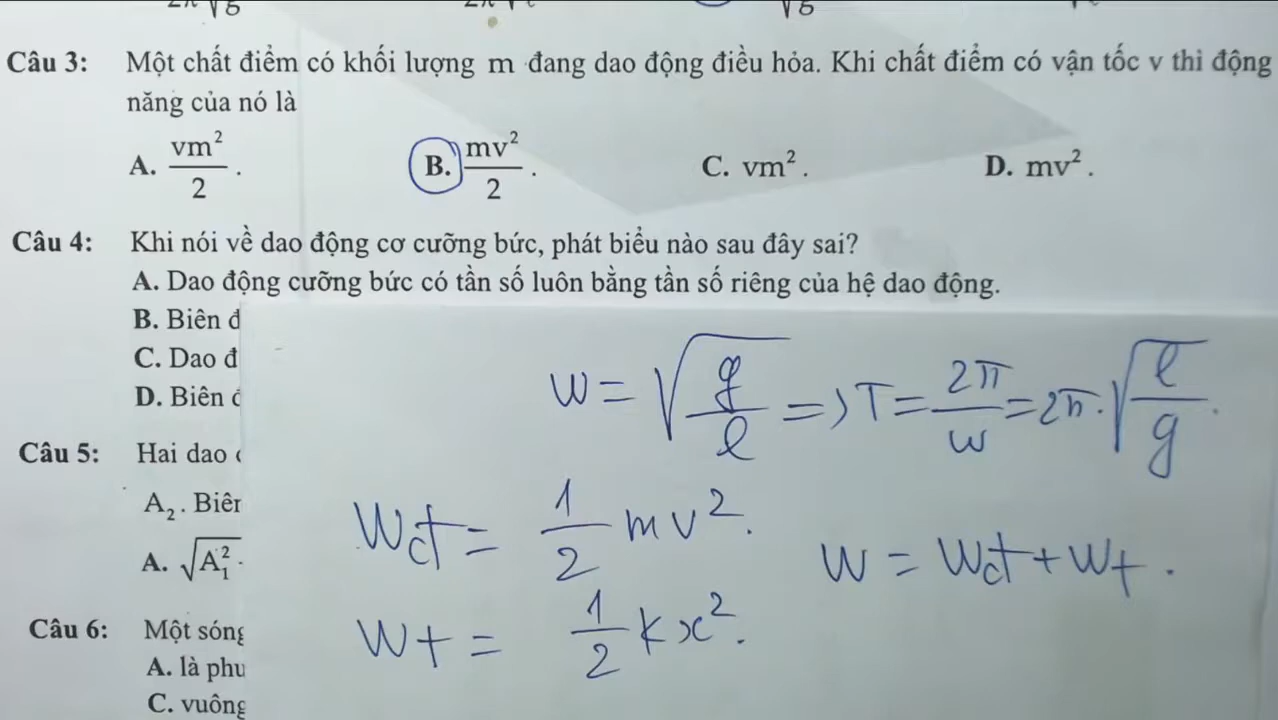 Câu 3: Một chất điểm có khối lượng m đang dao động điều hòa. Khi chất điểm có vận tốc v thì động
năng của nó là
A. vm²/2 . B. mv²/2 . C. vm² . D. mv² .
Câu 4: Khi nói về dao động cơ cưỡng bức, phát biểu nào sau đây sai?
A. Dao động cưỡng bức có tần số luôn bằng tần số riêng của hệ dao động.
B. Biên
C. Dao
D. Biên
w = √(g/l) => T = 2π/w = 2π.√(l/g) .
Câu 5: Hai dao
A₂. Biên
A. √A₁²
Wđ = 1/2 mv².
W = Wđ + Wt .
Wt = 1/2 kx².
Câu 6: Một sóng
A. là phu
C. vuông